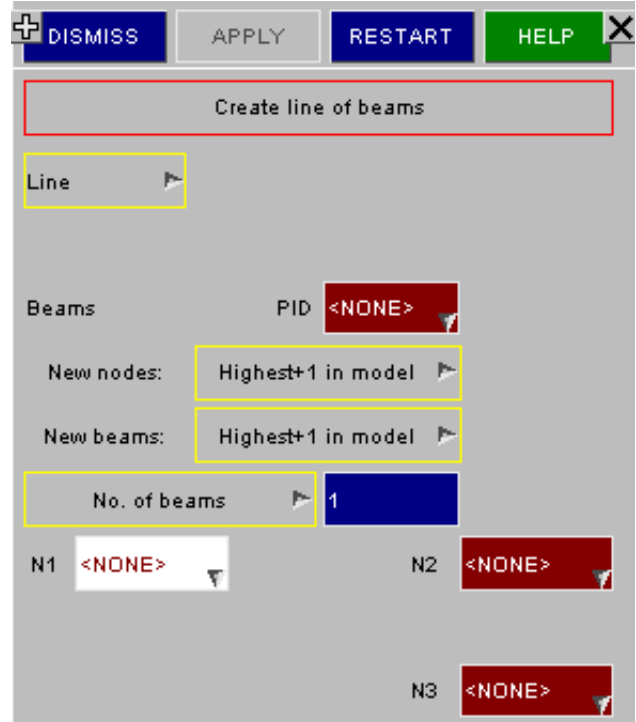 DISMISS APPLY RESTART HELP
Create line of beams
Line
Beams PID <NONE>
New nodes: Highest+1 in model
New beams: Highest+1 in model
No. of beams 1
N1 <NONE> N2 <NONE>
N3 <NONE>